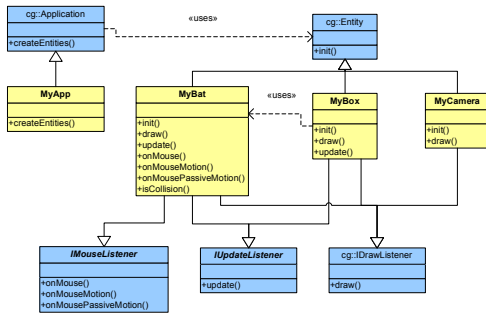 cg::Application
+createEntities()
«uses»
cg::Entity
+init()
MyApp
+createEntities()
MyBat
+init()
+draw()
+update()
+onMouse()
+onMouseMotion()
+onMousePassiveMotion()
+isCollision()
«uses»
MyBox
+init()
+draw()
+update()
MyCamera
+init()
+draw()
IMouseListener
+onMouse()
+onMouseMotion()
+onMousePassiveMotion()
IUpdateListener
+update()
cg::IDrawListener
+draw()